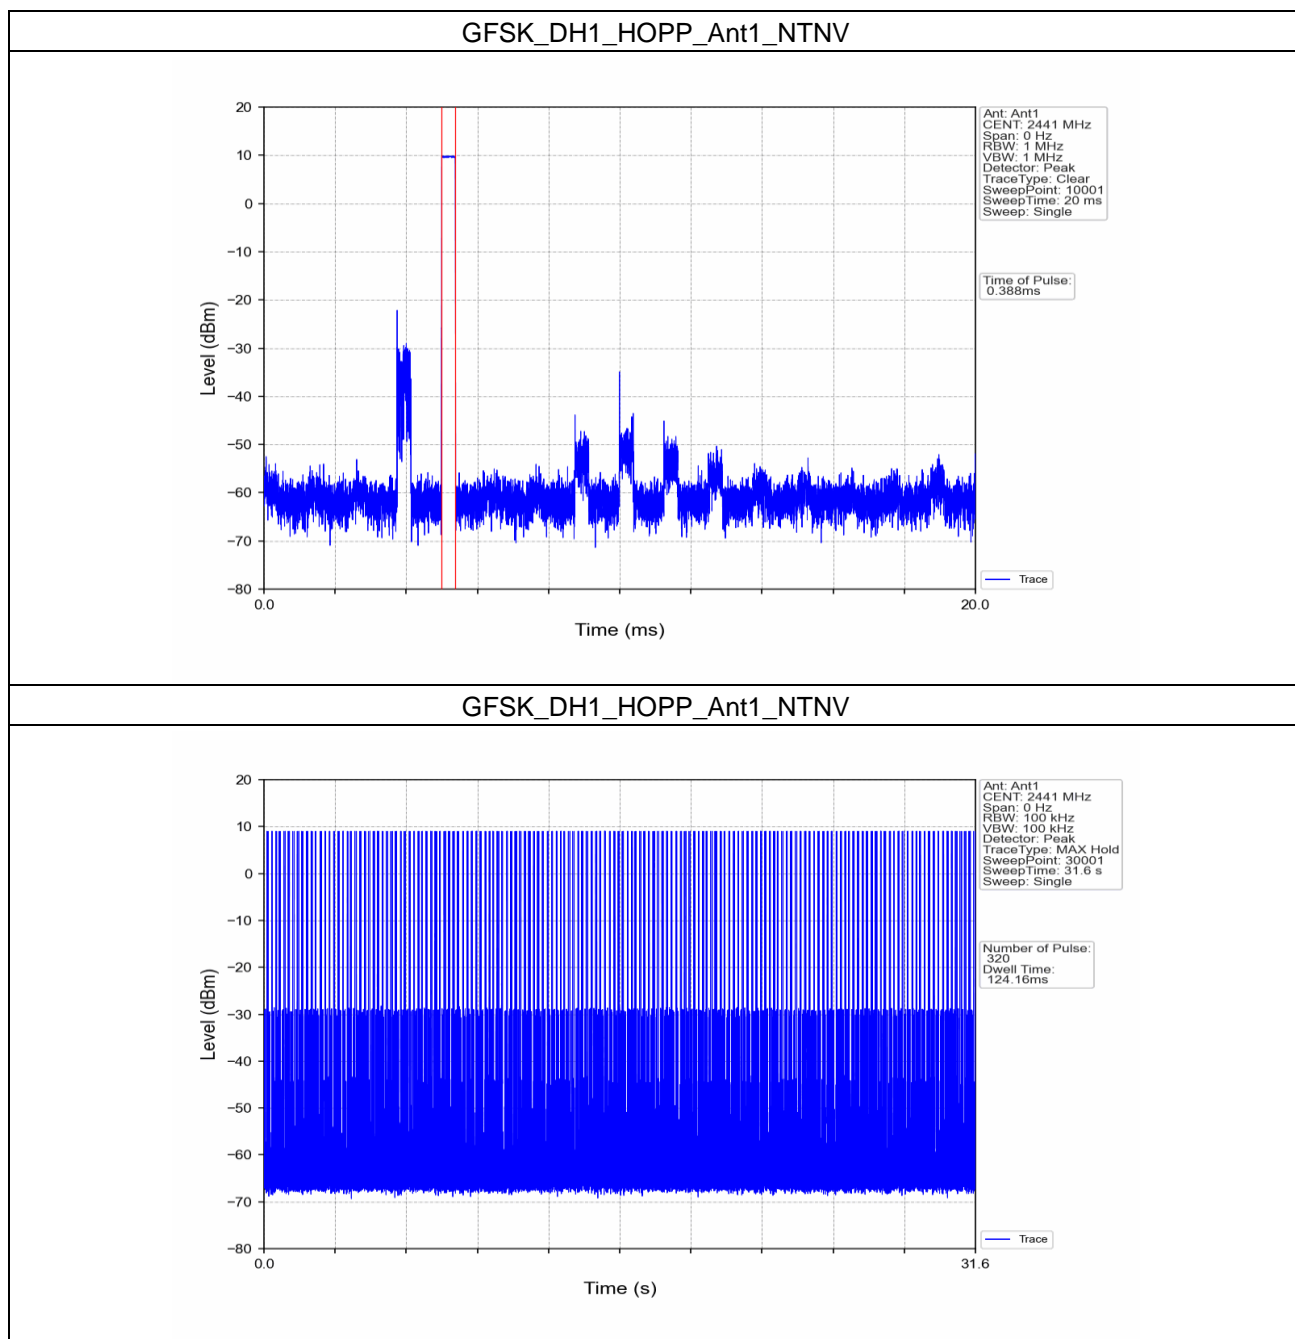 GFSK_DH1_HOPP_Ant1_NTNV
20
10
0
−10
−20
−30
−40
−50
−60
−70
−80
Level (dBm)
0.0
20.0
Time (ms)
Ant: Ant1
CENT: 2441 MHz
Span: 0 Hz
RBW: 1 MHz
VBW: 1 MHz
Detector: Peak
TraceType: Clear
SweepPoint: 10001
SweepTime: 20 ms
Sweep: Single
Time of Pulse:
0.388ms
Trace
GFSK_DH1_HOPP_Ant1_NTNV
20
10
0
−10
−20
−30
−40
−50
−60
−70
−80
Level (dBm)
0.0
31.6
Time (s)
Ant: Ant1
CENT: 2441 MHz
Span: 0 Hz
RBW: 100 kHz
VBW: 100 kHz
Detector: Peak
TraceType: MAX Hold
SweepPoint: 30001
SweepTime: 31.6 s
Sweep: Single
Number of Pulse:
320
Dwell Time:
124.16ms
Trace